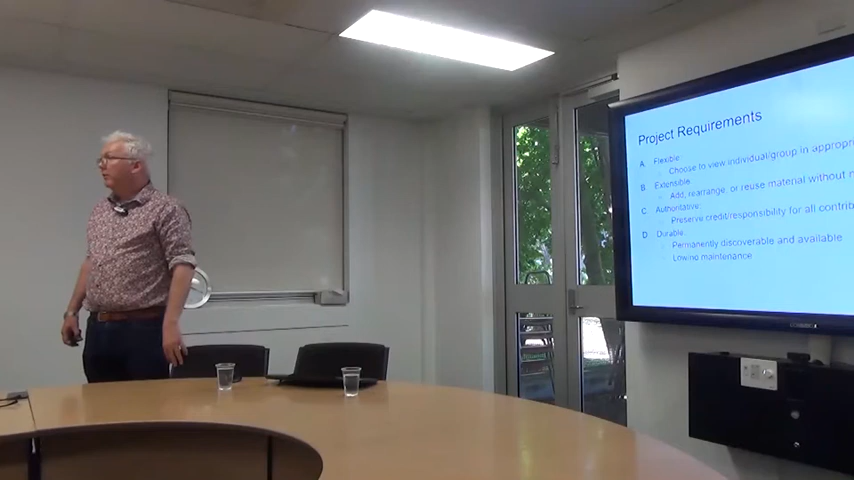 Project Requirements
A. Flexible:
○ Choose to view individual/group in appropr
B. Extensible
○ Add, rearrange or reuse material without
C. Authoritative:
○ Preserve credit/responsibility for all contrib
D. Durable:
○ Permanently discoverable and available
○ Low/no maintenance